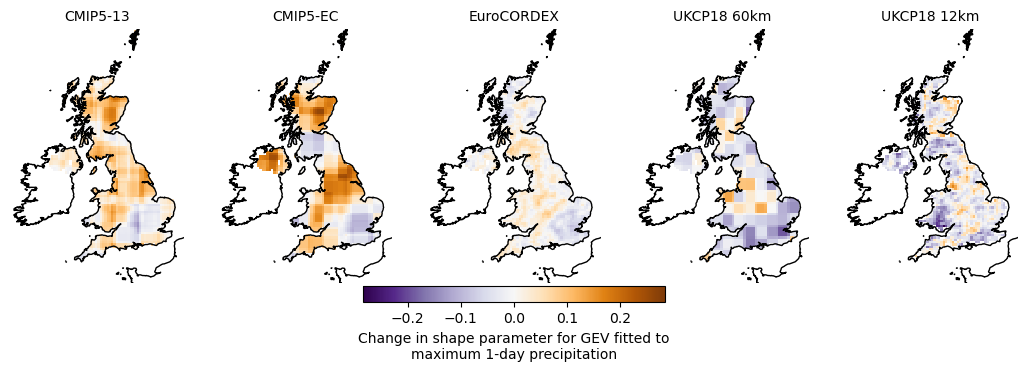 CMIP5-13
CMIP5-EC
EuroCORDEX
UKCP18 60km
UKCP18 12km
−0.2 −0.1 0.0 0.1 0.2
Change in shape parameter for GEV fitted to
maximum 1-day precipitation